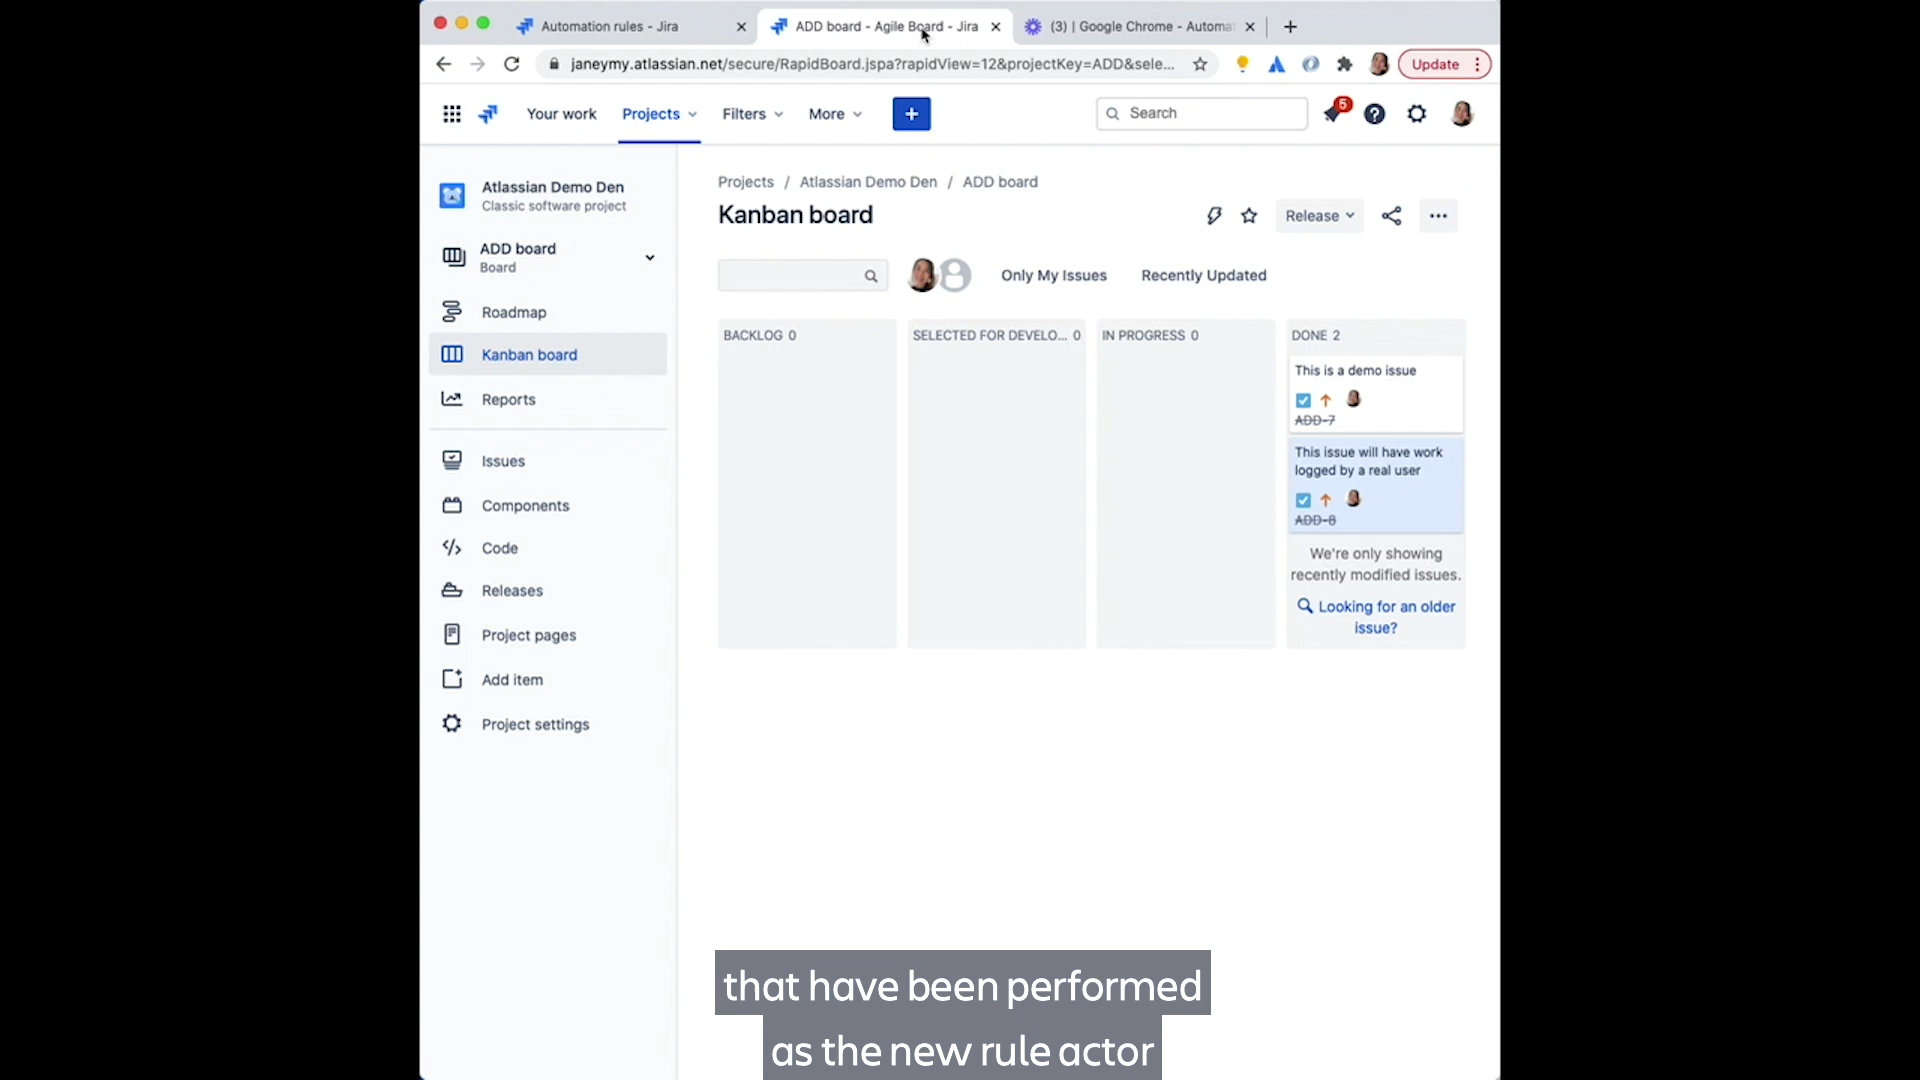 Automation rules - Jira
ADD board - Agile Board - Jira
(3) | Google Chrome - Automat
janeymy.atlassian.net/secure/RapidBoard.jspa?rapidView=12&projectKey=ADD&sele...
Update
Your work
Projects
Filters
More
+
Search
5
Atlassian Demo Den
Classic software project
ADD board
Board
Roadmap
Kanban board
Reports
Issues
Components
Code
Releases
Project pages
Add item
Project settings
Projects / Atlassian Demo Den / ADD board
Kanban board
Release
Only My Issues
Recently Updated
BACKLOG 0
SELECTED FOR DEVELO... 0
IN PROGRESS 0
DONE 2
This is a demo issue
ADD-7
This issue will have work
logged by a real user
ADD-8
We're only showing
recently modified issues.
Looking for an older
issue?
that have been performed
as the new rule actor